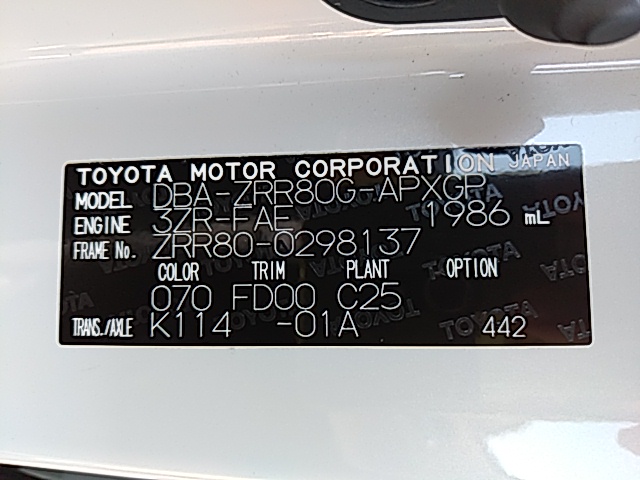 TOYOTA MOTOR CORPORATION JAPAN
MODEL DBA-ZRR80G-APXGP
ENGINE 3ZR-FAE 1986 mL
FRAME No. ZRR80-0298137
COLOR TRIM PLANT OPTION
070 FD00 C25
TRANS./AXLE K114 -01A 442